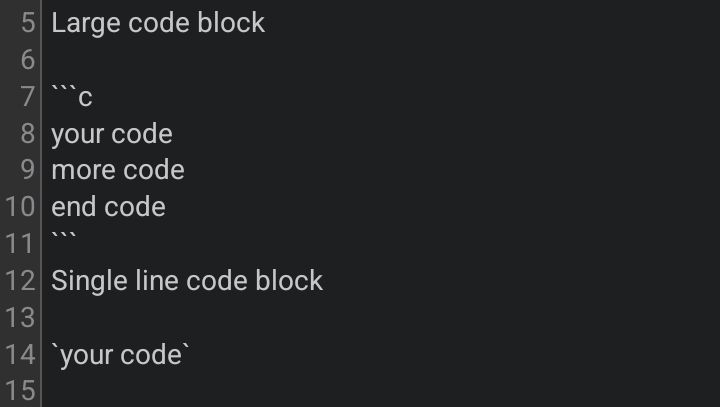 5 Large code block
6
7 ```c
8 your code
9 more code
10 end code
11 ```
12 Single line code block
13
14 `your code`
15